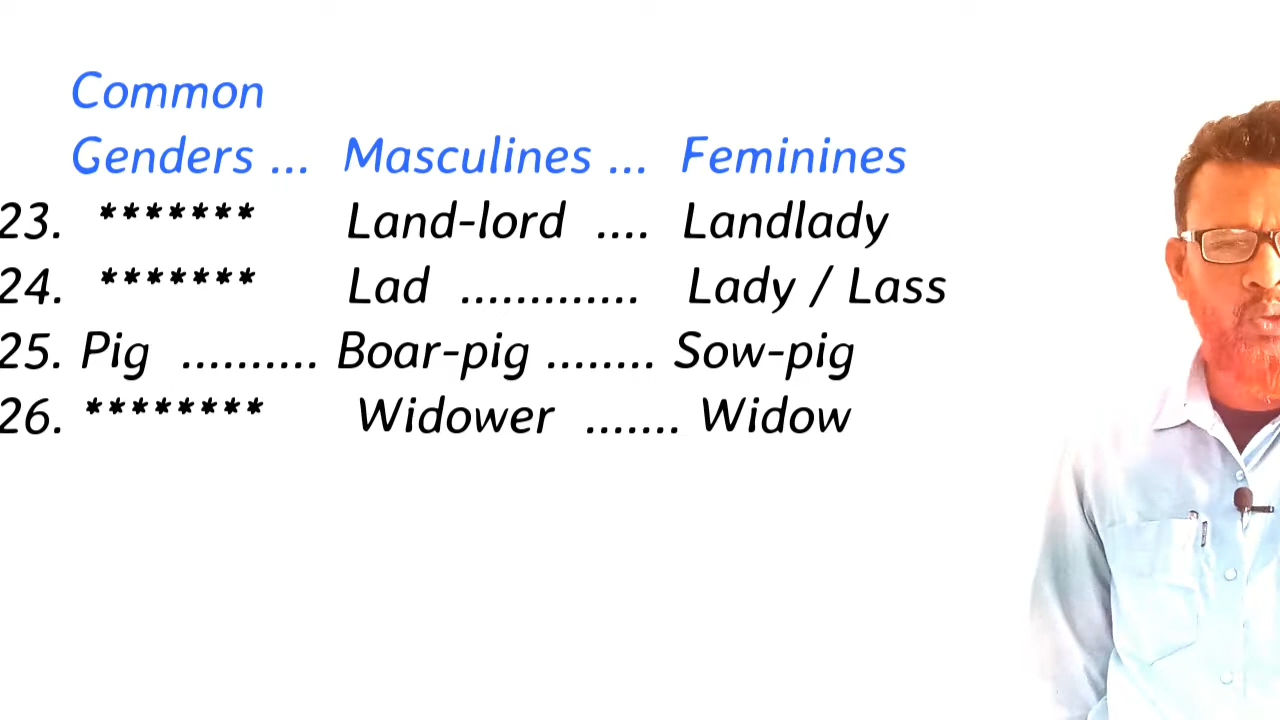 Common
Genders ... Masculines ... Feminines
23. ******* Land-lord .... Landlady
24. ******* Lad ............. Lady / Lass
25. Pig .......... Boar-pig ........ Sow-pig
26. ******** Widower ....... Widow